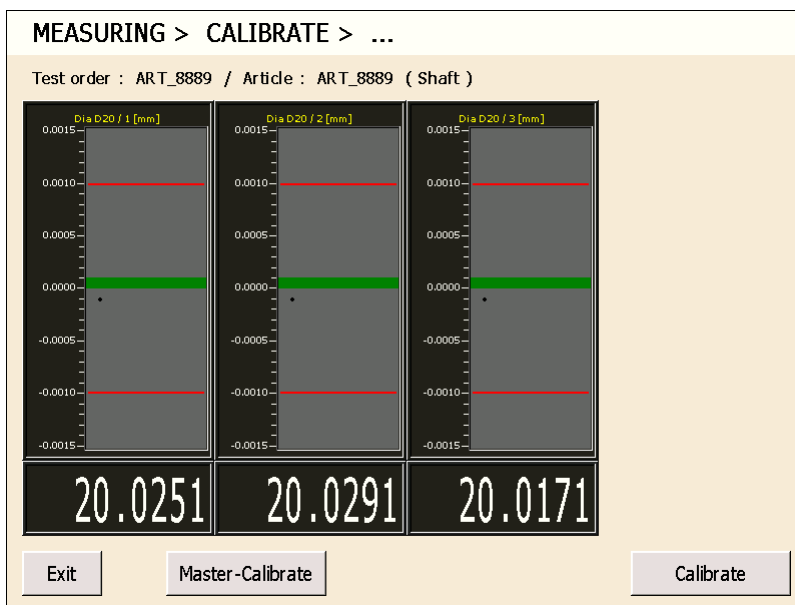 MEASURING > CALIBRATE > ...
Test order : ART_8889 / Article : ART_8889 ( Shaft )
Dia D20 / 1 [mm] Dia D20 / 2 [mm] Dia D20 / 3 [mm]
0.0015 0.0015 0.0015
0.0010 0.0010 0.0010
0.0005 0.0005 0.0005
0.0000 0.0000 0.0000
-0.0005 -0.0005 -0.0005
-0.0010 -0.0010 -0.0010
-0.0015 -0.0015 -0.0015
20.0251 20.0291 20.0171
Exit Master-Calibrate Calibrate